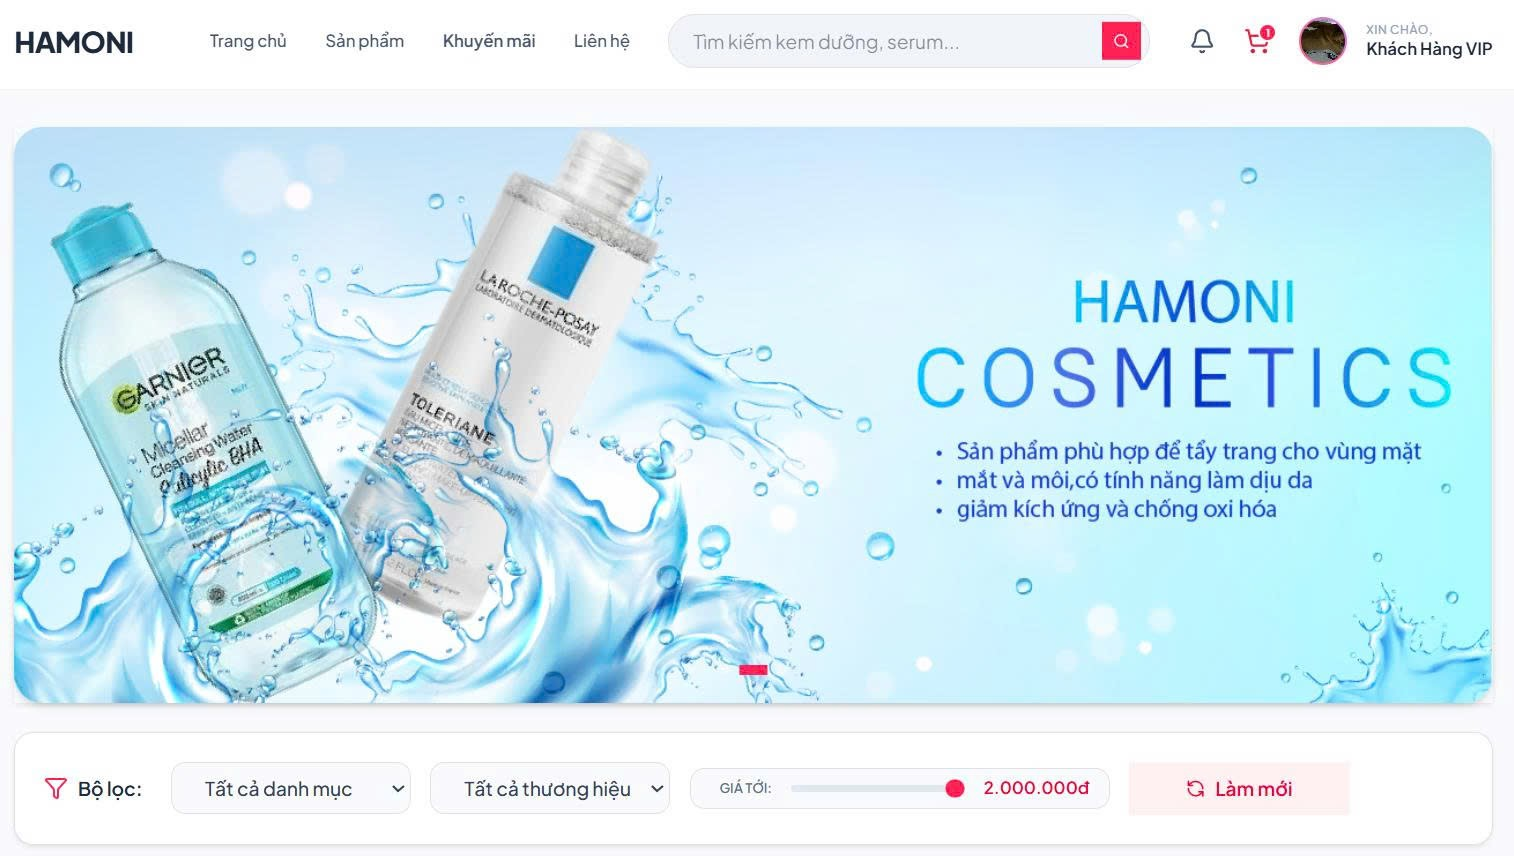 HAMONI
Trang chủ
Sản phẩm
Khuyến mãi
Liên hệ
Tìm kiếm kem dưỡng, serum...
1
XIN CHÀO,
Khách Hàng VIP
GARNIER
SKIN NATURALS
Micellar
Cleansing Water
Salicylic BHA
LA ROCHE-POSAY
LABORATOIRE DERMATOLOGIQUE
TOLERIANE
HAMONI
COSMETICS
• Sản phẩm phù hợp để tẩy trang cho vùng mặt
• mắt và môi,có tính năng làm dịu da
• giảm kích ứng và chống oxi hóa
Bộ lọc:
Tất cả danh mục
Tất cả thương hiệu
GIÁ TỚI:
2.000.000đ
Làm mới